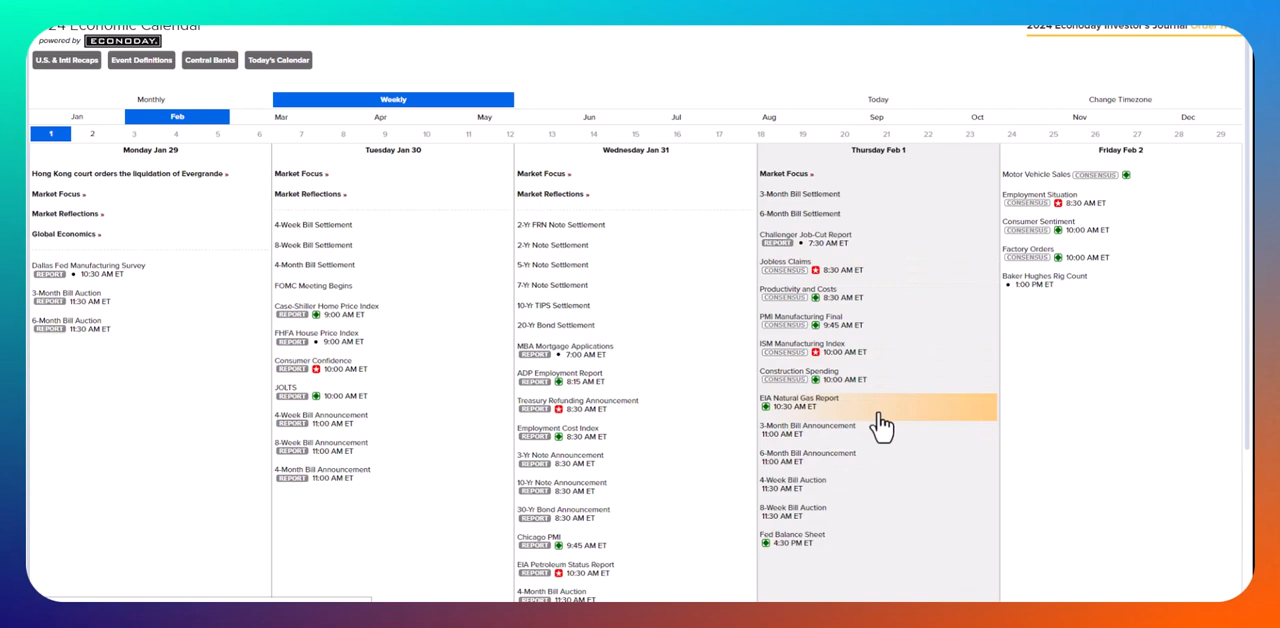 2024 Economic Calendar
2024 Econoday Investor's Journal
powered by ECONODAY.
U.S. & Intl Recaps Event Definitions Central Banks Today's Calendar
Monthly Weekly Today Change Timezone
Jan Feb Mar Apr May Jun Jul Aug Sep Oct Nov Dec
1 2 3 4 5 6 7 8 9 10 11 12 13 14 15 16 17 18 19 20 21 22 23 24 25 26 27 28 29
Monday Jan 29
Hong Kong court orders the liquidation of Evergrande »
Market Focus »
Market Reflections »
Global Economics »
Dallas Fed Manufacturing Survey
REPORT • 10:30 AM ET
3-Month Bill Auction
REPORT 11:30 AM ET
6-Month Bill Auction
REPORT 11:30 AM ET
Tuesday Jan 30
Market Focus »
Market Reflections »
4-Week Bill Settlement
8-Week Bill Settlement
4-Month Bill Settlement
FOMC Meeting Begins
Case-Shiller Home Price Index
REPORT 9:00 AM ET
FHFA House Price Index
REPORT • 9:00 AM ET
Consumer Confidence
REPORT 10:00 AM ET
JOLTS
REPORT 10:00 AM ET
4-Week Bill Announcement
REPORT 11:00 AM ET
8-Week Bill Announcement
REPORT 11:00 AM ET
4-Month Bill Announcement
REPORT 11:00 AM ET
Wednesday Jan 31
Market Focus »
Market Reflections »
2-Yr FRN Note Settlement
2-Yr Note Settlement
5-Yr Note Settlement
7-Yr Note Settlement
10-Yr TIPS Settlement
20-Yr Bond Settlement
MBA Mortgage Applications
REPORT • 7:00 AM ET
ADP Employment Report
REPORT 8:15 AM ET
Treasury Refunding Announcement
REPORT 8:30 AM ET
Employment Cost Index
REPORT 8:30 AM ET
3-Yr Note Announcement
REPORT 8:30 AM ET
10-Yr Note Announcement
REPORT 8:30 AM ET
30-Yr Bond Announcement
REPORT 8:30 AM ET
Chicago PMI
REPORT 9:45 AM ET
EIA Petroleum Status Report
REPORT 10:30 AM ET
4-Month Bill Auction
REPORT 11:30 AM ET
Thursday Feb 1
Market Focus »
3-Month Bill Settlement
6-Month Bill Settlement
Challenger Job-Cut Report
REPORT • 7:30 AM ET
Jobless Claims
CONSENSUS 8:30 AM ET
Productivity and Costs
CONSENSUS 8:30 AM ET
PMI Manufacturing Final
CONSENSUS 9:45 AM ET
ISM Manufacturing Index
CONSENSUS 10:00 AM ET
Construction Spending
CONSENSUS 10:00 AM ET
EIA Natural Gas Report
10:30 AM ET
3-Month Bill Announcement
11:00 AM ET
6-Month Bill Announcement
11:00 AM ET
4-Week Bill Auction
11:30 AM ET
8-Week Bill Auction
11:30 AM ET
Fed Balance Sheet
4:30 PM ET
Friday Feb 2
Motor Vehicle Sales CONSENSUS
Employment Situation
CONSENSUS 8:30 AM ET
Consumer Sentiment
CONSENSUS 10:00 AM ET
Factory Orders
CONSENSUS 10:00 AM ET
Baker Hughes Rig Count
• 1:00 PM ET